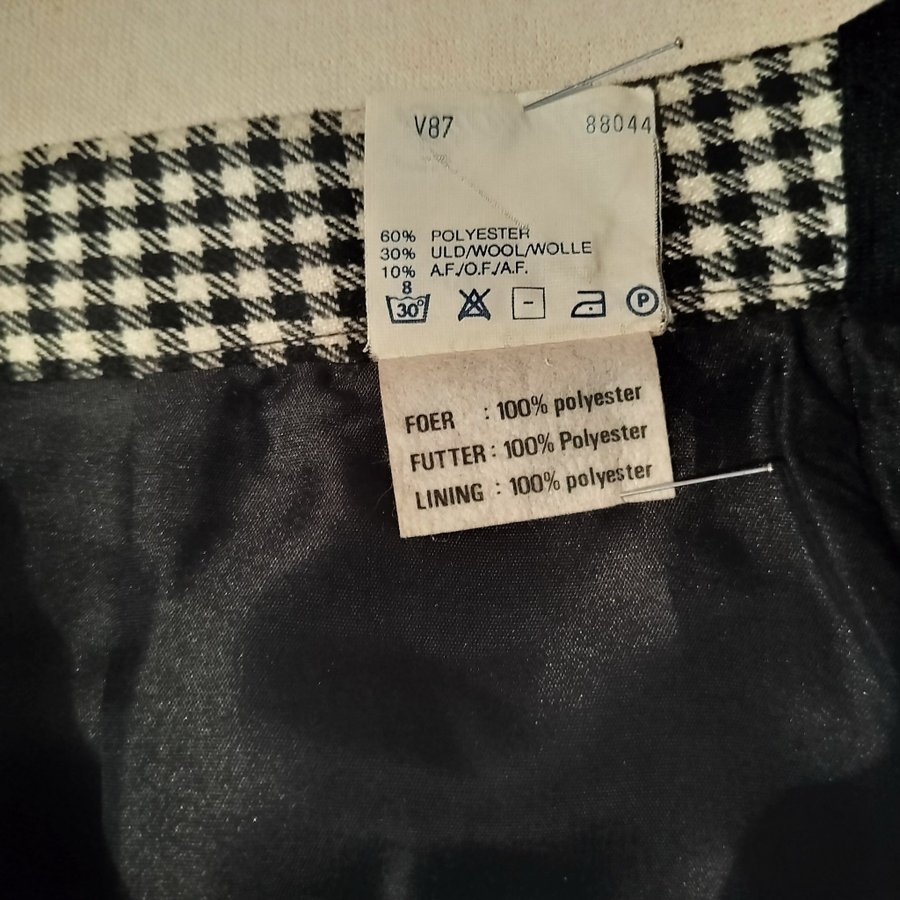 V87 88044
60% POLYESTER
30% ULD/WOOL/WOLLE
10% A.F./O.F./A.F.
8
30°
P
FOER : 100% polyester
FUTTER : 100% Polyester
LINING : 100% polyester